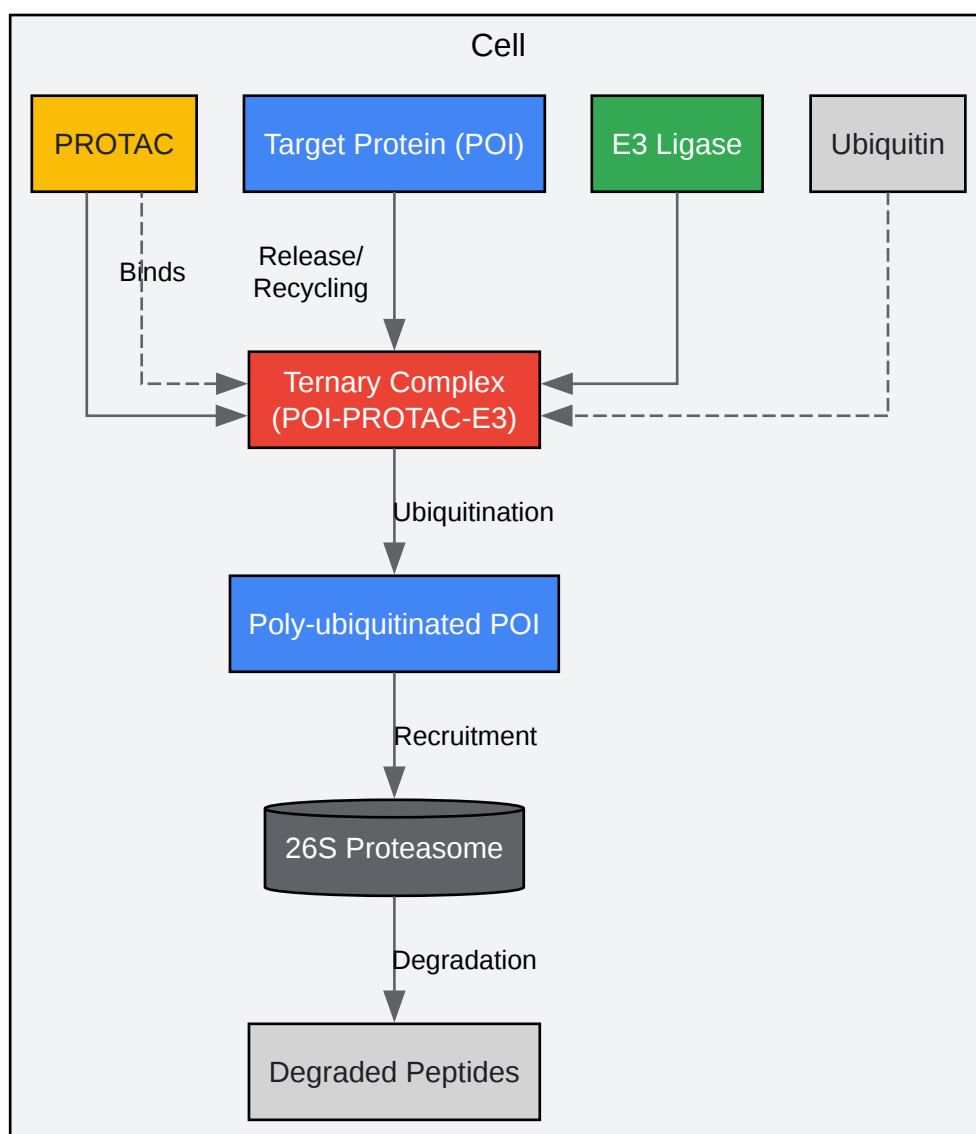 Cell
PROTAC
Target Protein (POI)
E3 Ligase
Ubiquitin
Binds
Release/
Recycling
Ternary Complex
(POI-PROTAC-E3)
Ubiquitination
Poly-ubiquitinated POI
Recruitment
26S Proteasome
Degradation
Degraded Peptides